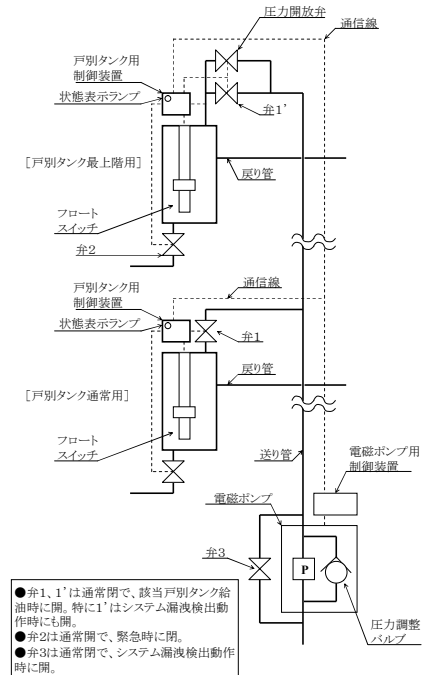 圧力開放弁
通信線
戸別タンク用
制御装置
状態表示ランプ
弁1'
[戸別タンク最上階用]
戻り管
フロート
スイッチ
弁2
戸別タンク用
制御装置
通信線
状態表示ランプ
弁1
[戸別タンク通常用]
戻り管
フロート
スイッチ
送り管
電磁ポンプ用
制御装置
電磁ポンプ
弁3
P
圧力調整
バルブ
●弁1、1'は通常閉で、該当戸別タンク給
油時に開。特に1'はシステム漏洩検出動
作時にも開。
●弁2は通常開で、緊急時に閉。
●弁3は通常閉で、システム漏洩検出動作
時に開。